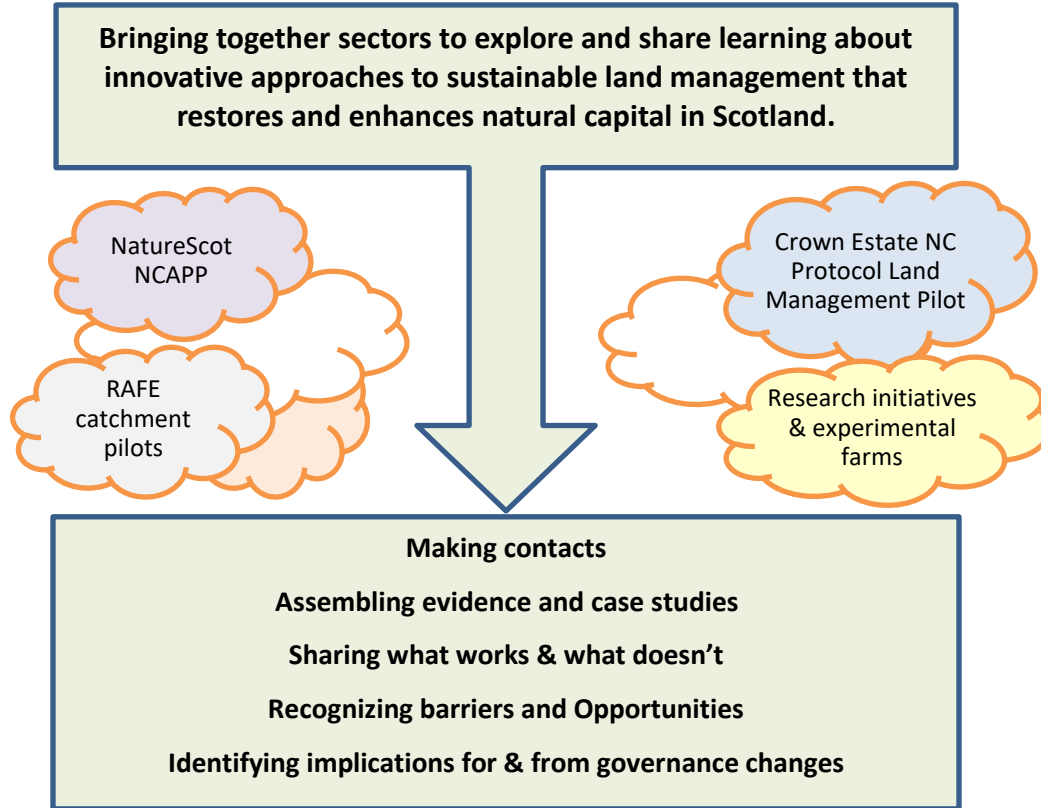 Bringing together sectors to explore and share learning about
innovative approaches to sustainable land management that
restores and enhances natural capital in Scotland.
NatureScot
NCAPP
Crown Estate NC
Protocol Land
Management Pilot
RAFE
catchment
pilots
Research initiatives
& experimental
farms
Making contacts
Assembling evidence and case studies
Sharing what works & what doesn’t
Recognizing barriers and Opportunities
Identifying implications for & from governance changes